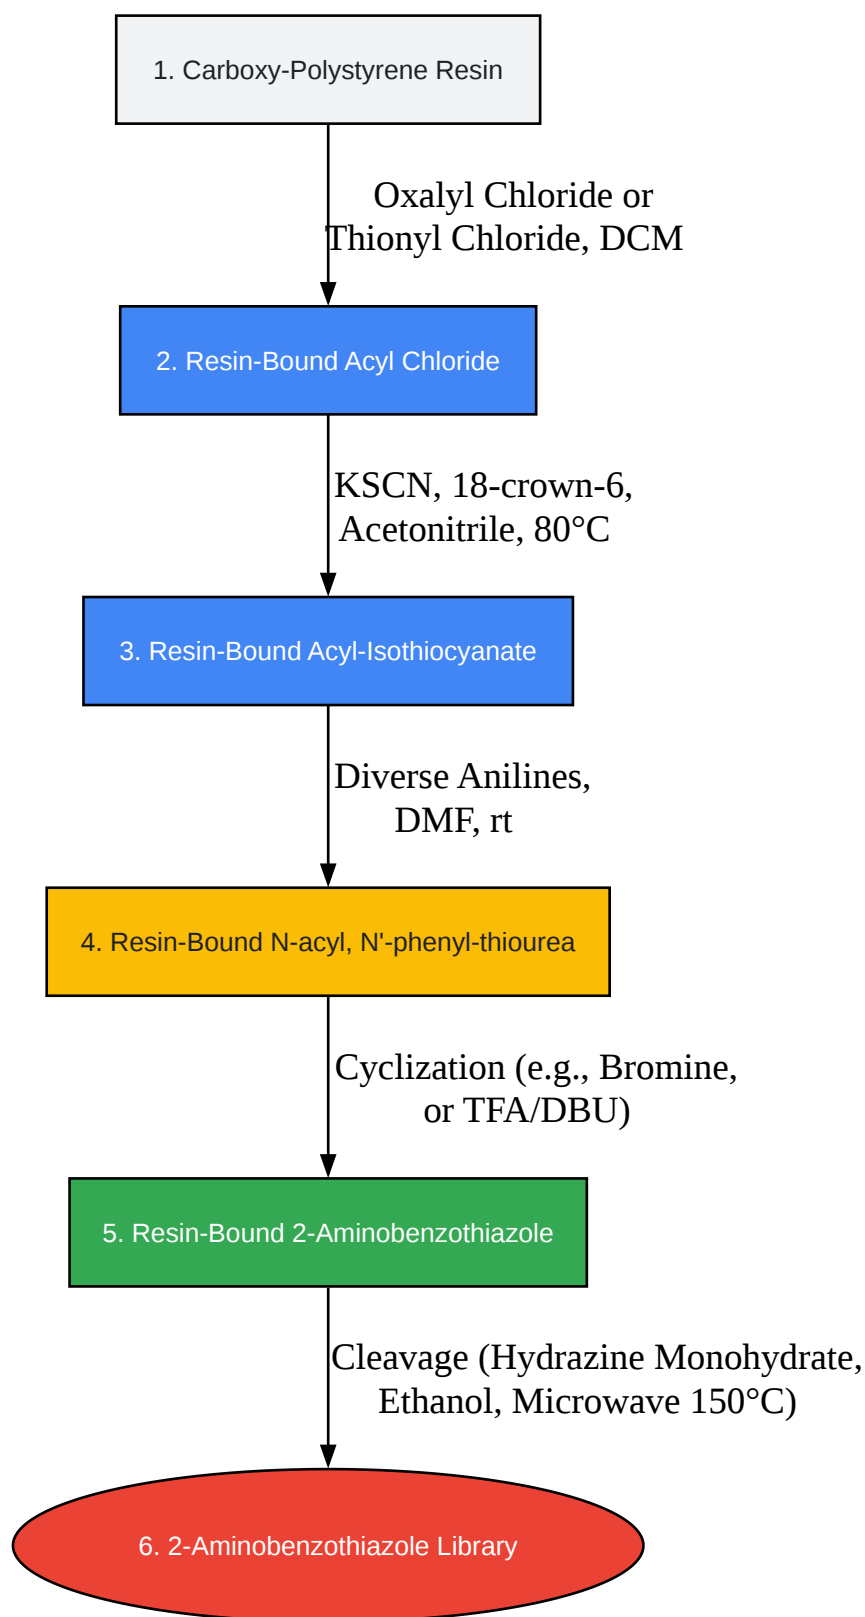 1. Carboxy-Polystyrene Resin
Oxalyl Chloride or
Thionyl Chloride, DCM
2. Resin-Bound Acyl Chloride
KSCN, 18-crown-6,
Acetonitrile, 80°C
3. Resin-Bound Acyl-Isothiocyanate
Diverse Anilines,
DMF, rt
4. Resin-Bound N-acyl, N'-phenyl-thiourea
Cyclization (e.g., Bromine,
or TFA/DBU)
5. Resin-Bound 2-Aminobenzothiazole
Cleavage (Hydrazine Monohydrate,
Ethanol, Microwave 150°C)
6. 2-Aminobenzothiazole Library